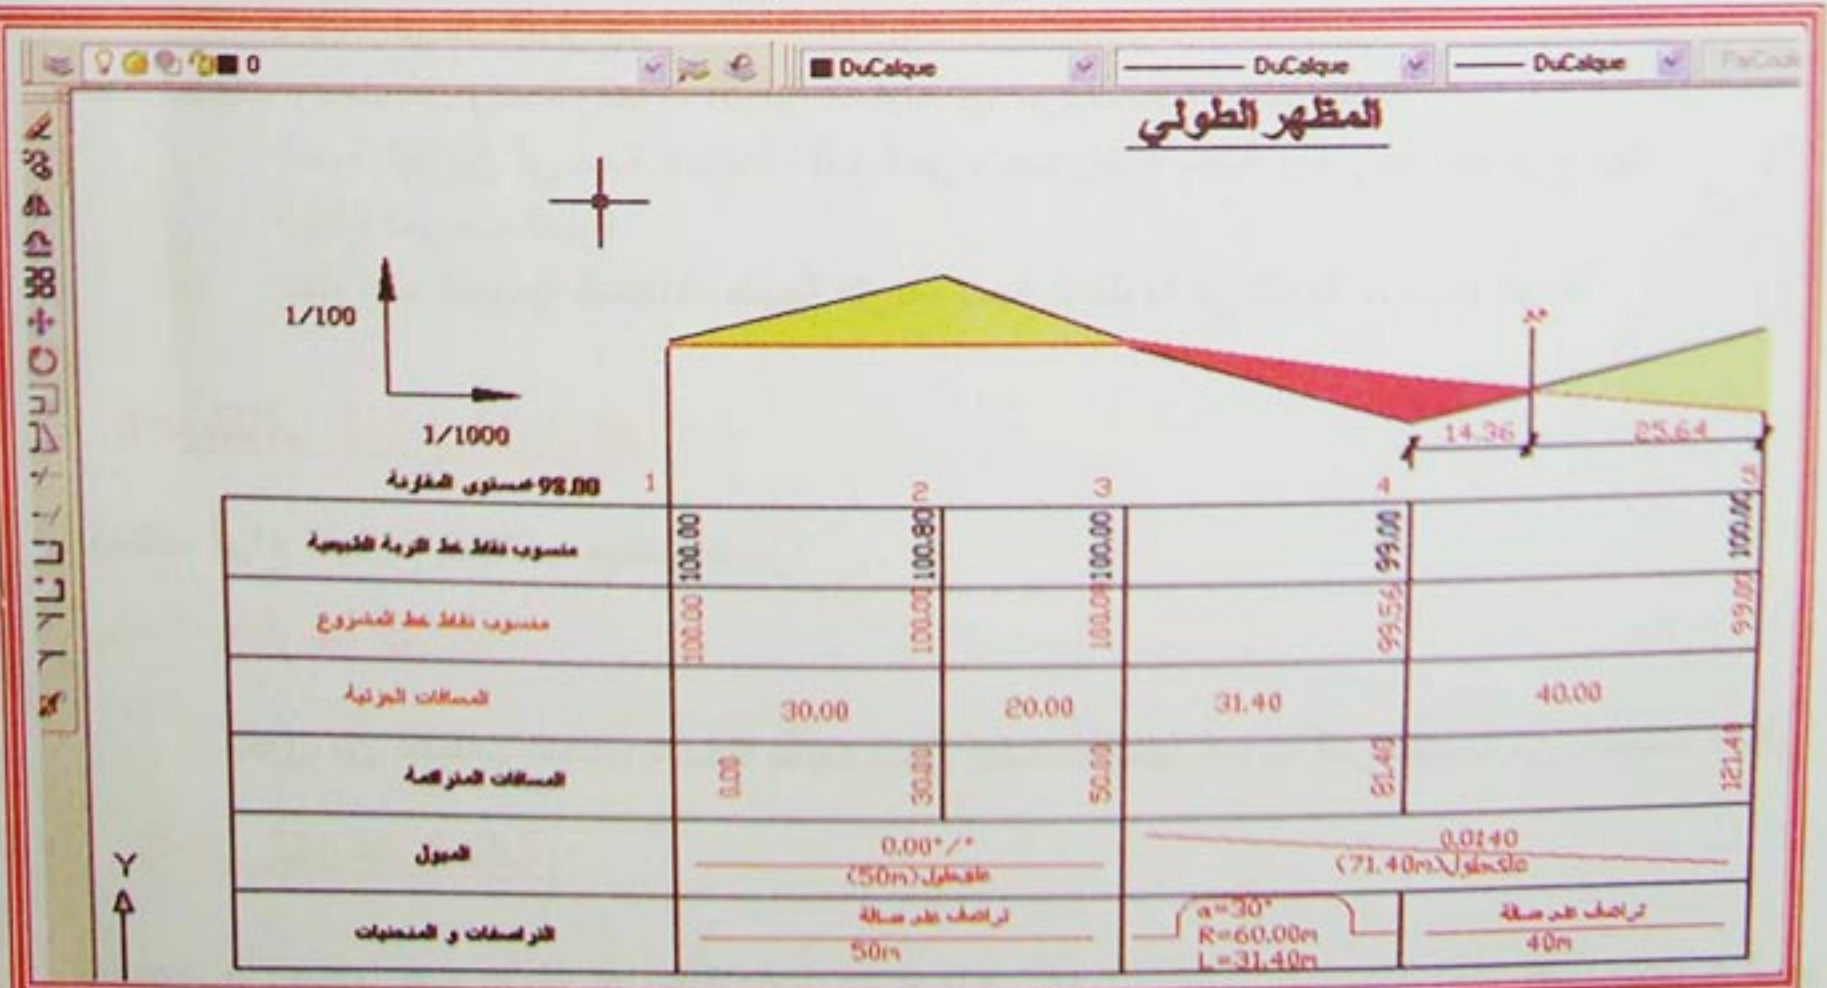 0 DuCalque DuCalque DuCalque
المظهر الطولي
1/100
1/1000
14.36 25.64
مستوى المقارنة 98.00
1 2 3 4
منسوب نقاط خط التربة الطبيعية 100.00 100.80 100.00 99.00 100.00
منسوب نقاط خط المشروع 100.00 100.00 100.00 99.56 99.00
المسافات الجزئية 30.00 20.00 31.40 40.00
المسافات المتراكمة 0.00 30.00 50.00 81.40 121.40
الميول 0.00°/° 0.0140
على طول (50m) على طول (71.40m)
التراصفات و المنحنيات
تراصف على مسافة
50m
α=30°
R=60.00m
L=31.40m
تراصف على مسافة
40m
Y